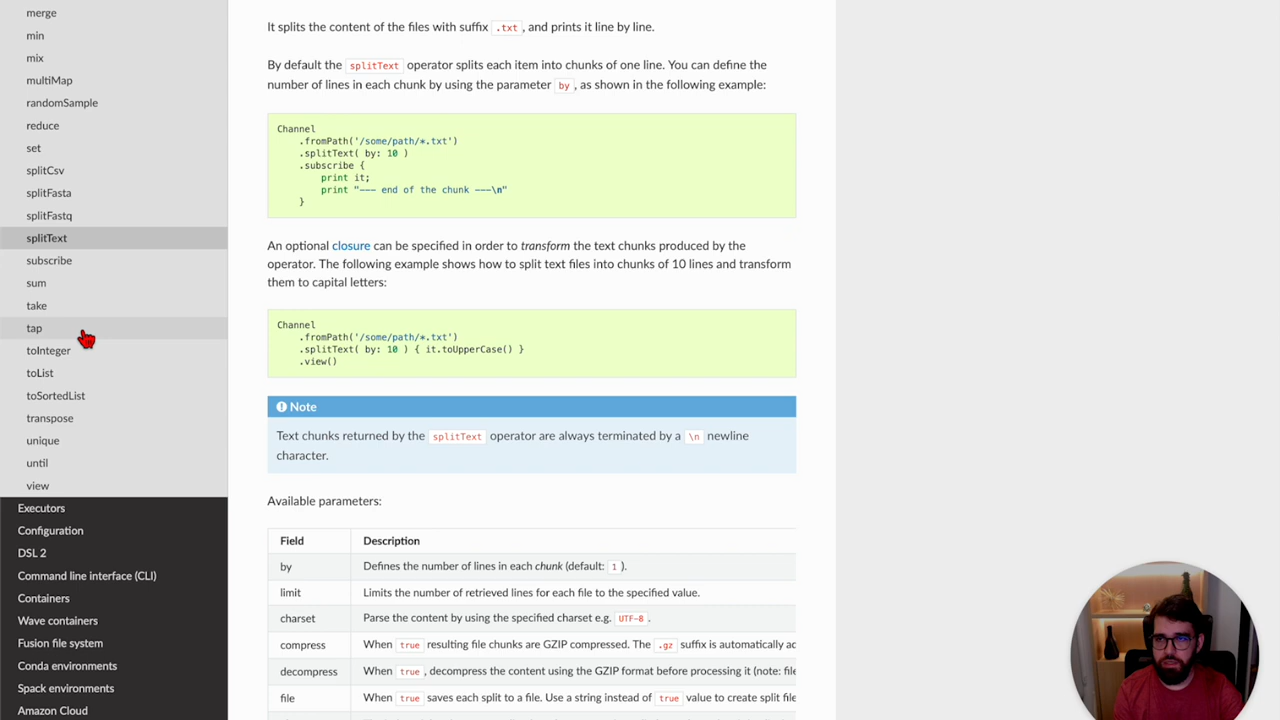 merge
min
mix
multiMap
randomSample
reduce
set
splitCsv
splitFasta
splitFastq
splitText
subscribe
sum
take
tap
toInteger
toList
toSortedList
transpose
unique
until
view
Executors
Configuration
DSL 2
Command line interface (CLI)
Containers
Wave containers
Fusion file system
Conda environments
Spack environments
Amazon Cloud
It splits the content of the files with suffix .txt, and prints it line by line.
By default the splitText operator splits each item into chunks of one line. You can define the
number of lines in each chunk by using the parameter by, as shown in the following example:
Channel
.fromPath('/some/path/*.txt')
.splitText( by: 10 )
.subscribe {
print it;
print "--- end of the chunk ---\n"
}
An optional closure can be specified in order to transform the text chunks produced by the
operator. The following example shows how to split text files into chunks of 10 lines and transform
them to capital letters:
Channel
.fromPath('/some/path/*.txt')
.splitText( by: 10 ) { it.toUpperCase() }
.view()
Note
Text chunks returned by the splitText operator are always terminated by a \n newline
character.
Available parameters:
Field Description
by Defines the number of lines in each chunk (default: 1 ).
limit Limits the number of retrieved lines for each file to the specified value.
charset Parse the content by using the specified charset e.g. UTF-8 .
compress When true resulting file chunks are GZIP compressed. The .gz suffix is automatically ad
decompress When true , decompress the content using the GZIP format before processing it (note: file
file When true saves each split to a file. Use a string instead of true value to create split file